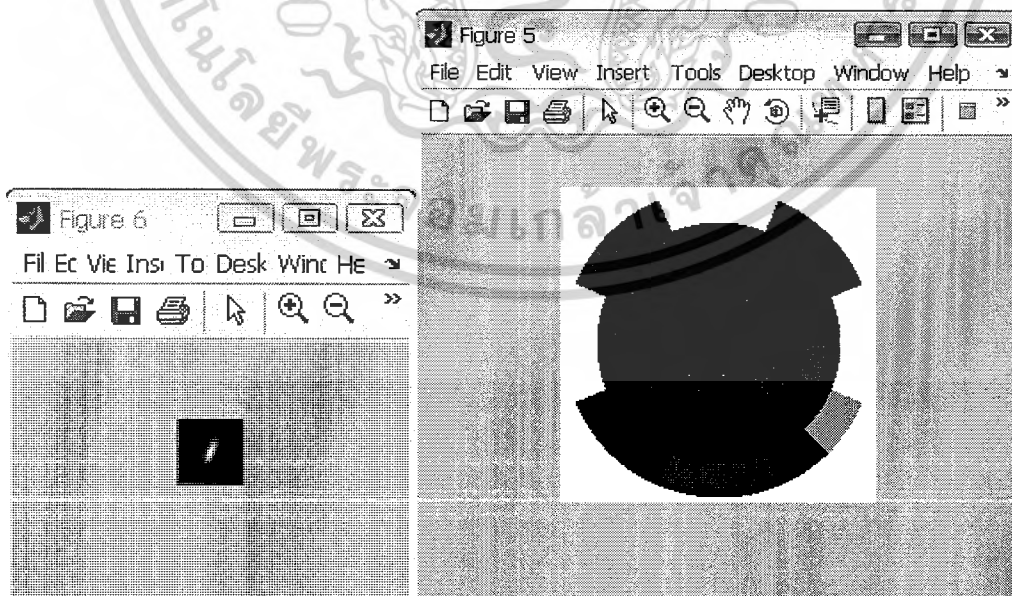 Figure 5
File Edit View Insert Tools Desktop Window Help
Figure 6
Fil Ec Vie Insi To Desk Winc He